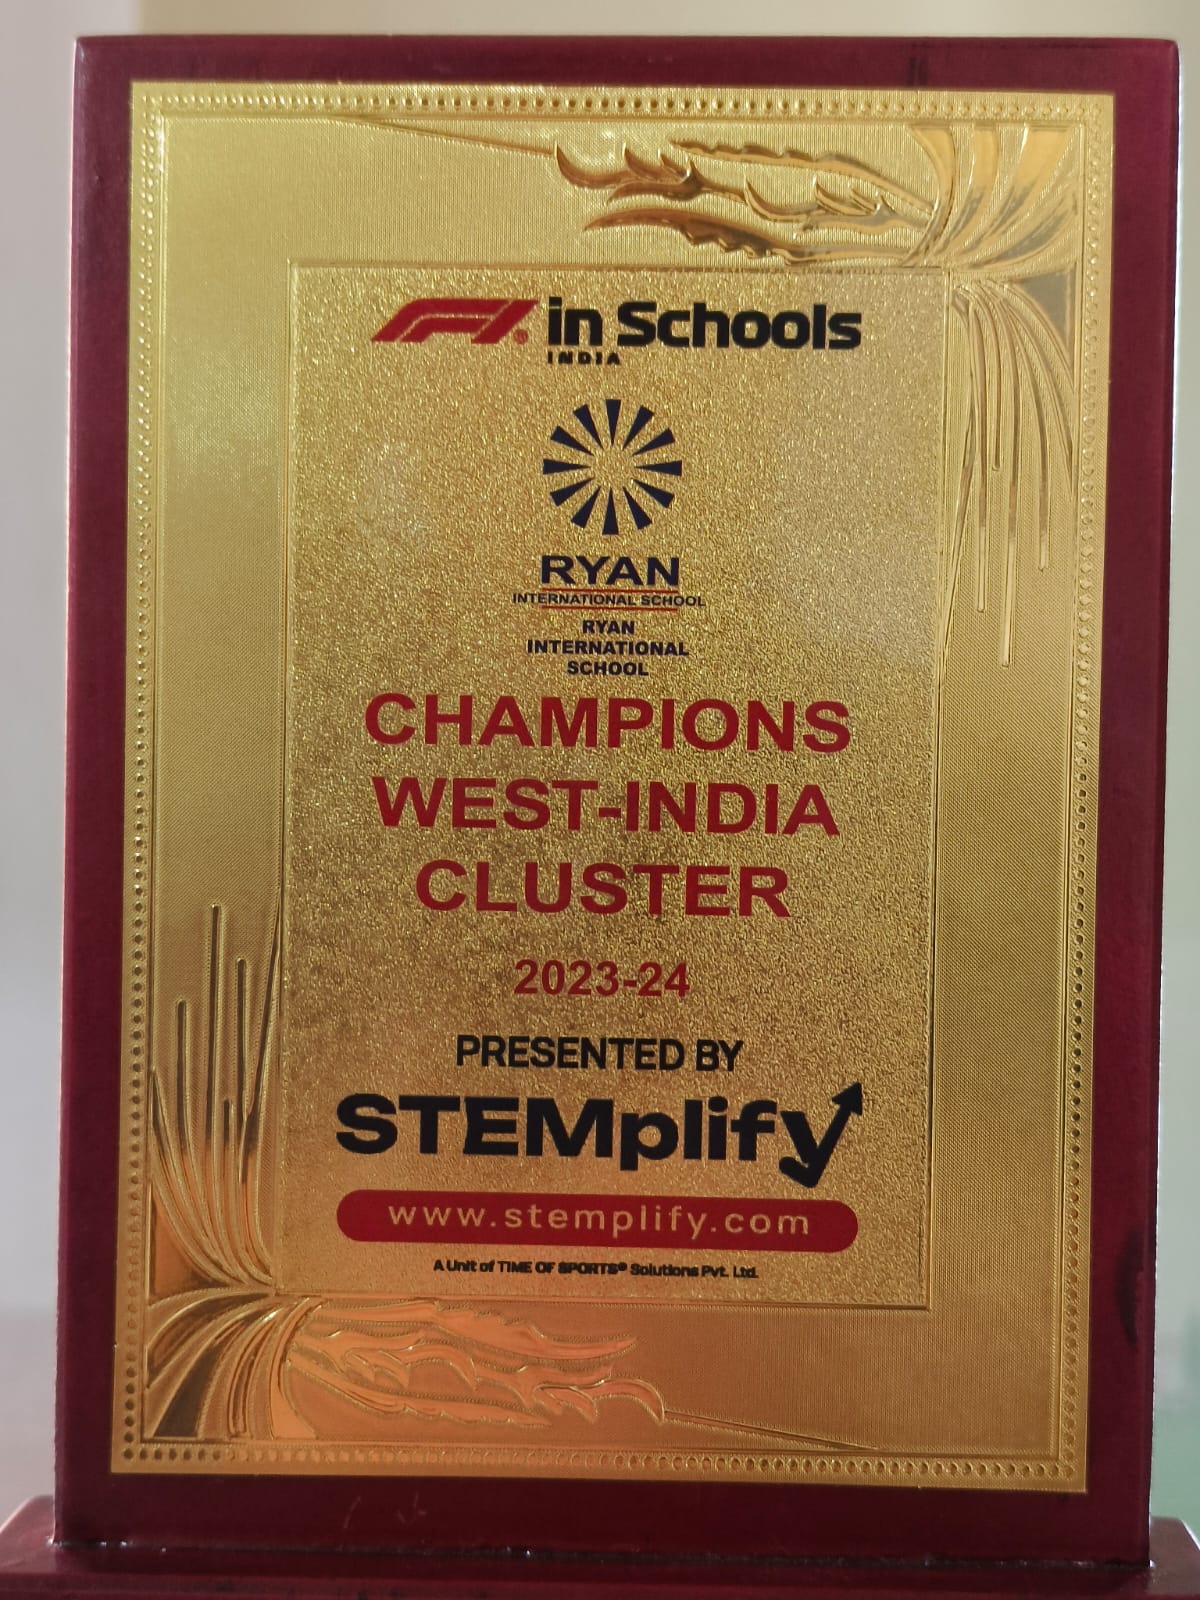 F1 in Schools
INDIA
RYAN
INTERNATIONAL SCHOOL
RYAN
INTERNATIONAL
SCHOOL
CHAMPIONS
WEST-INDIA
CLUSTER
2023-24
PRESENTED BY
STEMplify
www.stemplify.com
A Unit of TIME OF SPORTS® Solutions Pvt. Ltd.